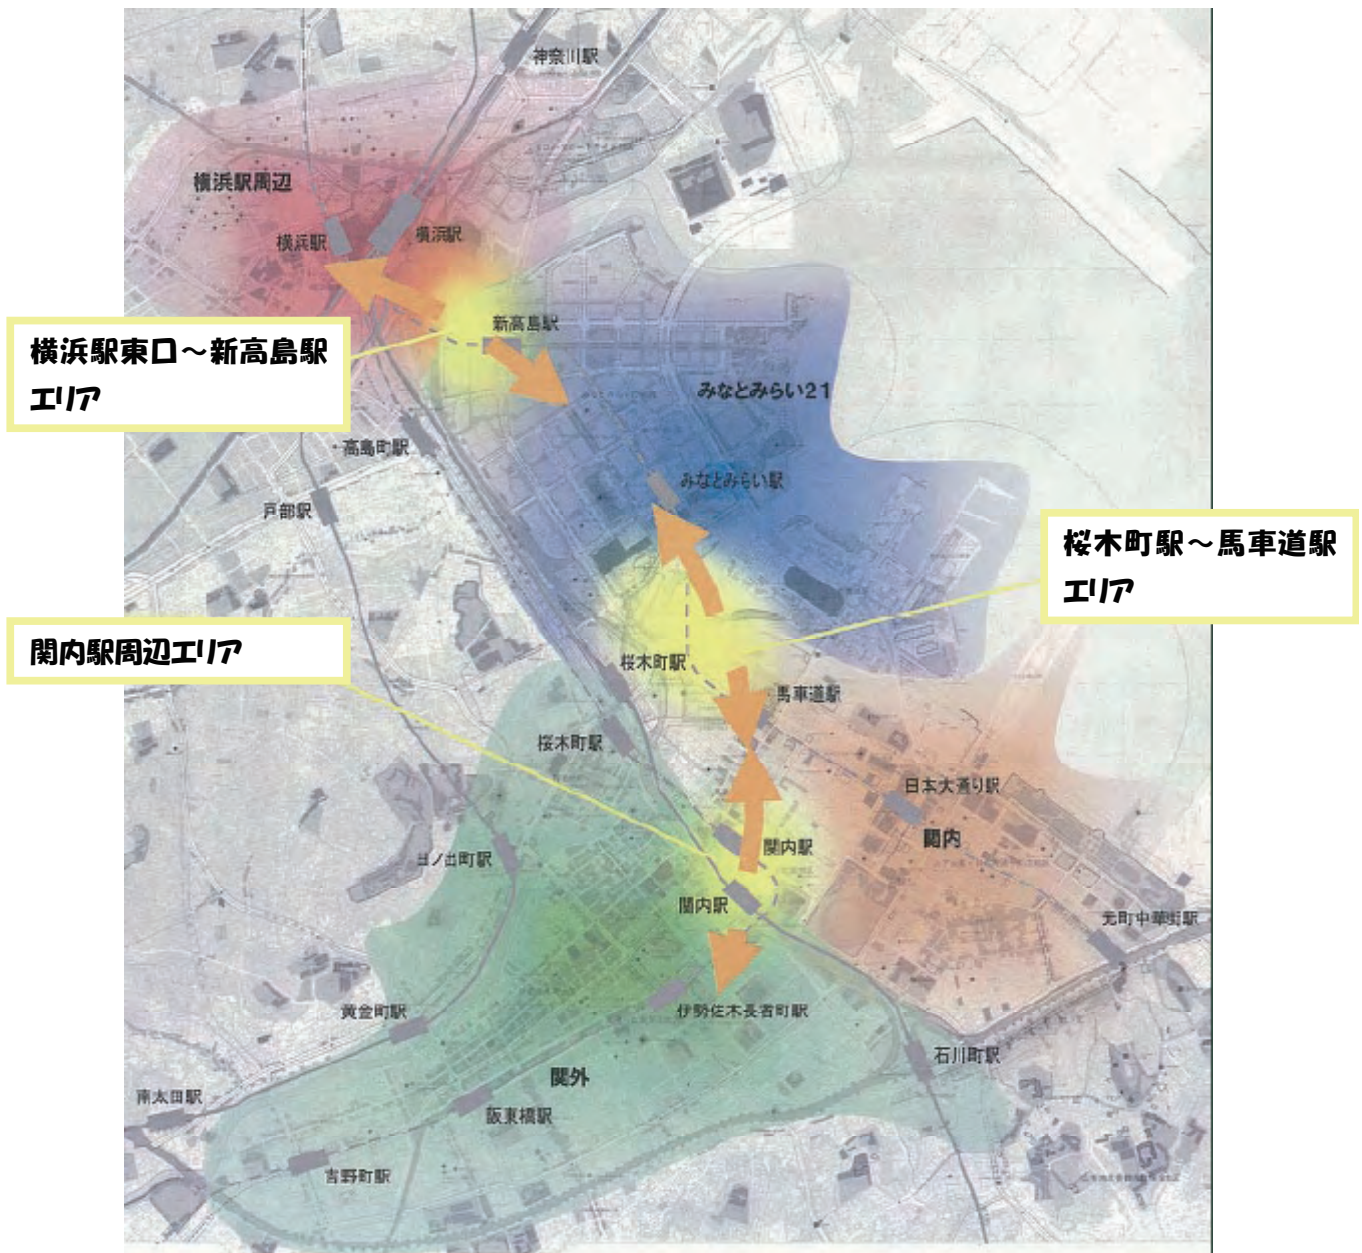 神奈川駅
横浜駅周辺
横浜駅
横浜駅
新高島駅
横浜駅東口～新高島駅
エリア
みなとみらい21
高島町駅
みなとみらい駅
戸部駅
桜木町駅～馬車道駅
エリア
関内駅周辺エリア
桜木町駅
馬車道駅
桜木町駅
日本大通り駅
関内
関内駅
日ノ出町駅
関内駅
元町中華街駅
黄金町駅
伊勢佐木長者町駅
石川町駅
関外
南太田駅
阪東橋駅
吉野町駅